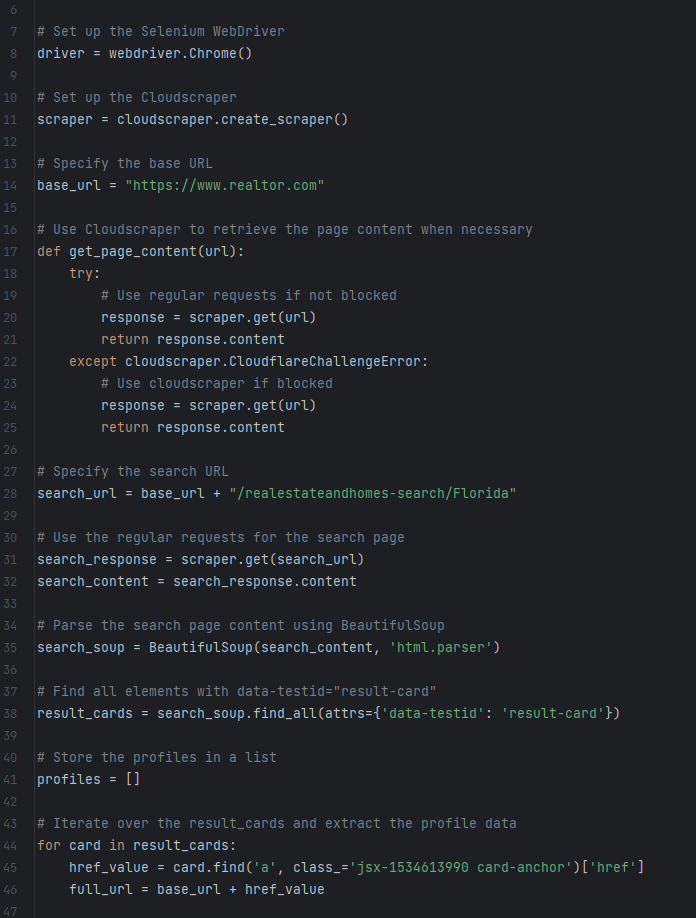 6
7 # Set up the Selenium WebDriver
8 driver = webdriver.Chrome()
9
10 # Set up the Cloudscraper
11 scraper = cloudscraper.create_scraper()
12
13 # Specify the base URL
14 base_url = "https://www.realtor.com"
15
16 # Use Cloudscraper to retrieve the page content when necessary
17 def get_page_content(url):
18     try:
19         # Use regular requests if not blocked
20         response = scraper.get(url)
21         return response.content
22     except cloudscraper.CloudflareChallengeError:
23         # Use cloudscraper if blocked
24         response = scraper.get(url)
25         return response.content
26
27 # Specify the search URL
28 search_url = base_url + "/realestateandhomes-search/Florida"
29
30 # Use the regular requests for the search page
31 search_response = scraper.get(search_url)
32 search_content = search_response.content
33
34 # Parse the search page content using BeautifulSoup
35 search_soup = BeautifulSoup(search_content, 'html.parser')
36
37 # Find all elements with data-testid="result-card"
38 result_cards = search_soup.find_all(attrs={'data-testid': 'result-card'})
39
40 # Store the profiles in a list
41 profiles = []
42
43 # Iterate over the result_cards and extract the profile data
44 for card in result_cards:
45     href_value = card.find('a', class_='jsx-1534613990 card-anchor')['href']
46     full_url = base_url + href_value
47